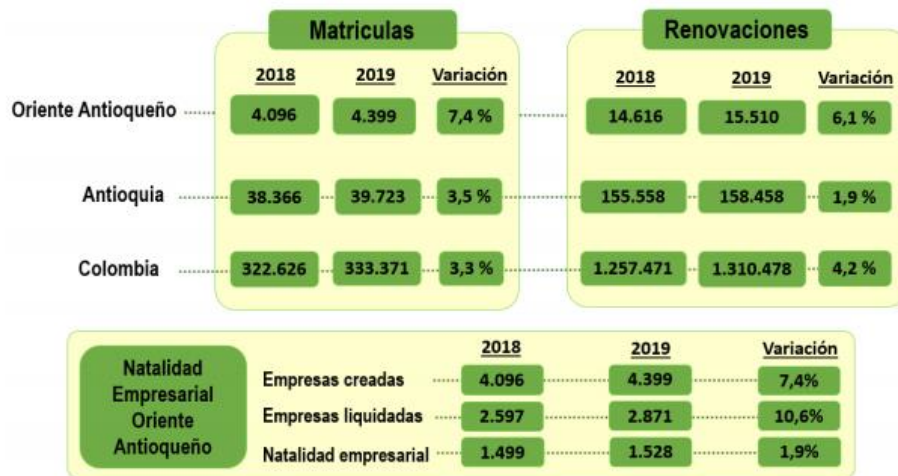 Matriculas Renovaciones
2018 2019 Variación 2018 2019 Variación
Oriente Antioqueño 4.096 4.399 7,4 % 14.616 15.510 6,1 %
Antioquia 38.366 39.723 3,5 % 155.558 158.458 1,9 %
Colombia 322.626 333.371 3,3 % 1.257.471 1.310.478 4,2 %
Natalidad
Empresarial
Oriente
Antioqueño
2018 2019 Variación
Empresas creadas 4.096 4.399 7,4%
Empresas liquidadas 2.597 2.871 10,6%
Natalidad empresarial 1.499 1.528 1,9%